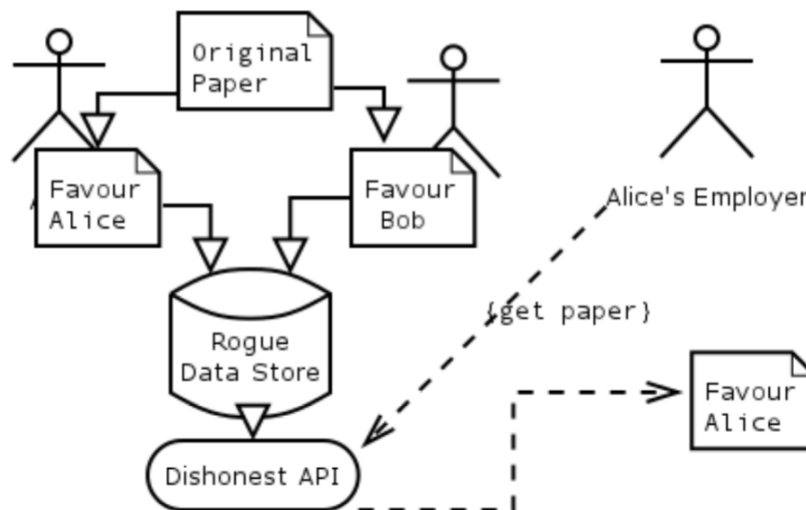 Original
Paper
Favour
Alice
Favour
Bob
Alice's Employer
{get paper}
Rogue
Data Store
Favour
Alice
Dishonest API